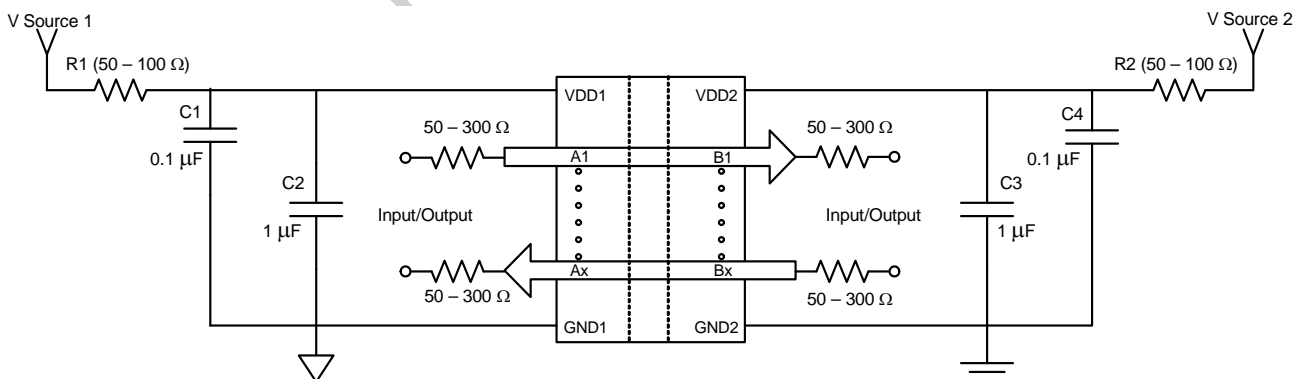 V Source 1
V Source 2
R1 (50 – 100 Ω)
R2 (50 – 100 Ω)
VDD1
VDD2
C1
C4
50 – 300 Ω
50 – 300 Ω
0.1 μF
0.1 μF
A1
B1
C2
C3
Input/Output
Input/Output
1 μF
1 μF
Ax
Bx
50 – 300 Ω
50 – 300 Ω
GND1
GND2